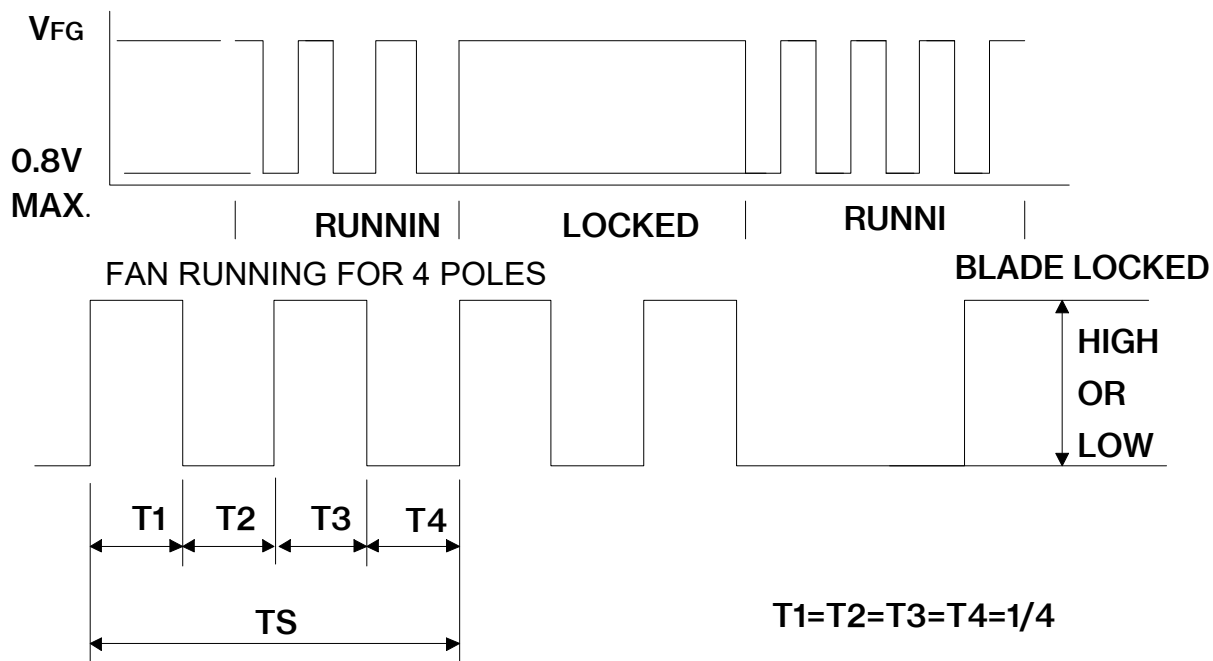 VFG
0.8V
MAX.
RUNNIN
LOCKED
RUNNI
FAN RUNNING FOR 4 POLES
BLADE LOCKED
HIGH
OR
LOW
T1
T2
T3
T4
TS
T1=T2=T3=T4=1/4